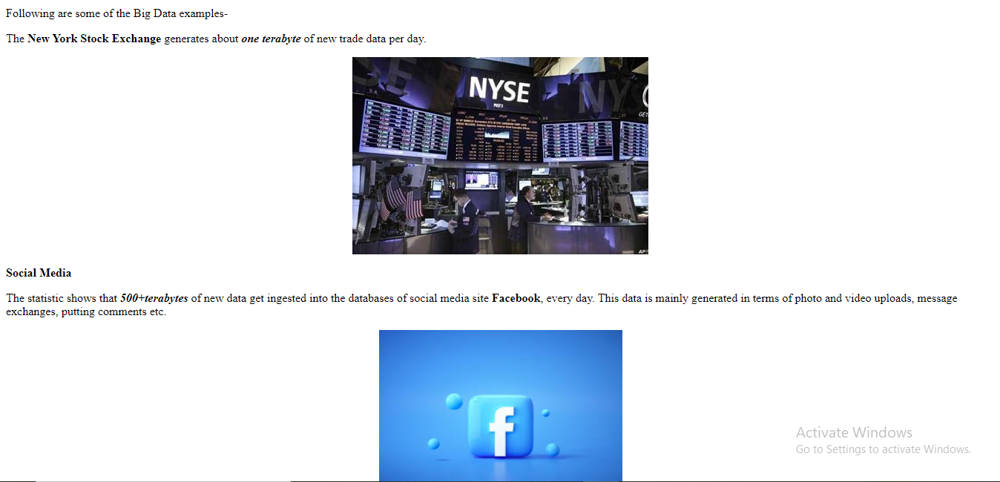 Following are some of the Big Data examples-
The New York Stock Exchange generates about one terabyte of new trade data per day.
NYSE
NY
GET
AP
Social Media
The statistic shows that 500+terabytes of new data get ingested into the databases of social media site Facebook, every day. This data is mainly generated in terms of photo and video uploads, message
exchanges, putting comments etc.
f
Activate Windows
Go to Settings to activate Windows.